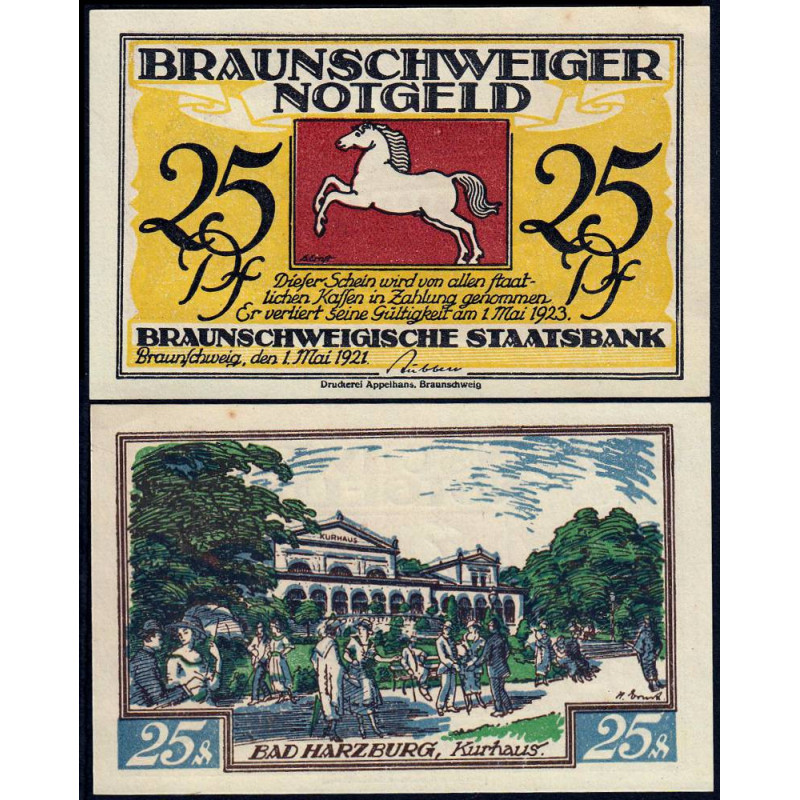 BRAUNSCHWEIGER
NOTGELD
25 Pf
25 Pf
Dieser Schein wird von allen staat-
lichen Kassen in Zahlung genommen
Er verliert seine Gültigkeit am 1. Mai 1923.
BRAUNSCHWEIGISCHE STAATSBANK
Braunschweig, den 1. Mai 1921.
Druckerei Appelhans, Braunschweig
KURHAUS
25 ₰
BAD HARZBURG, Kurhaus.
25 ₰